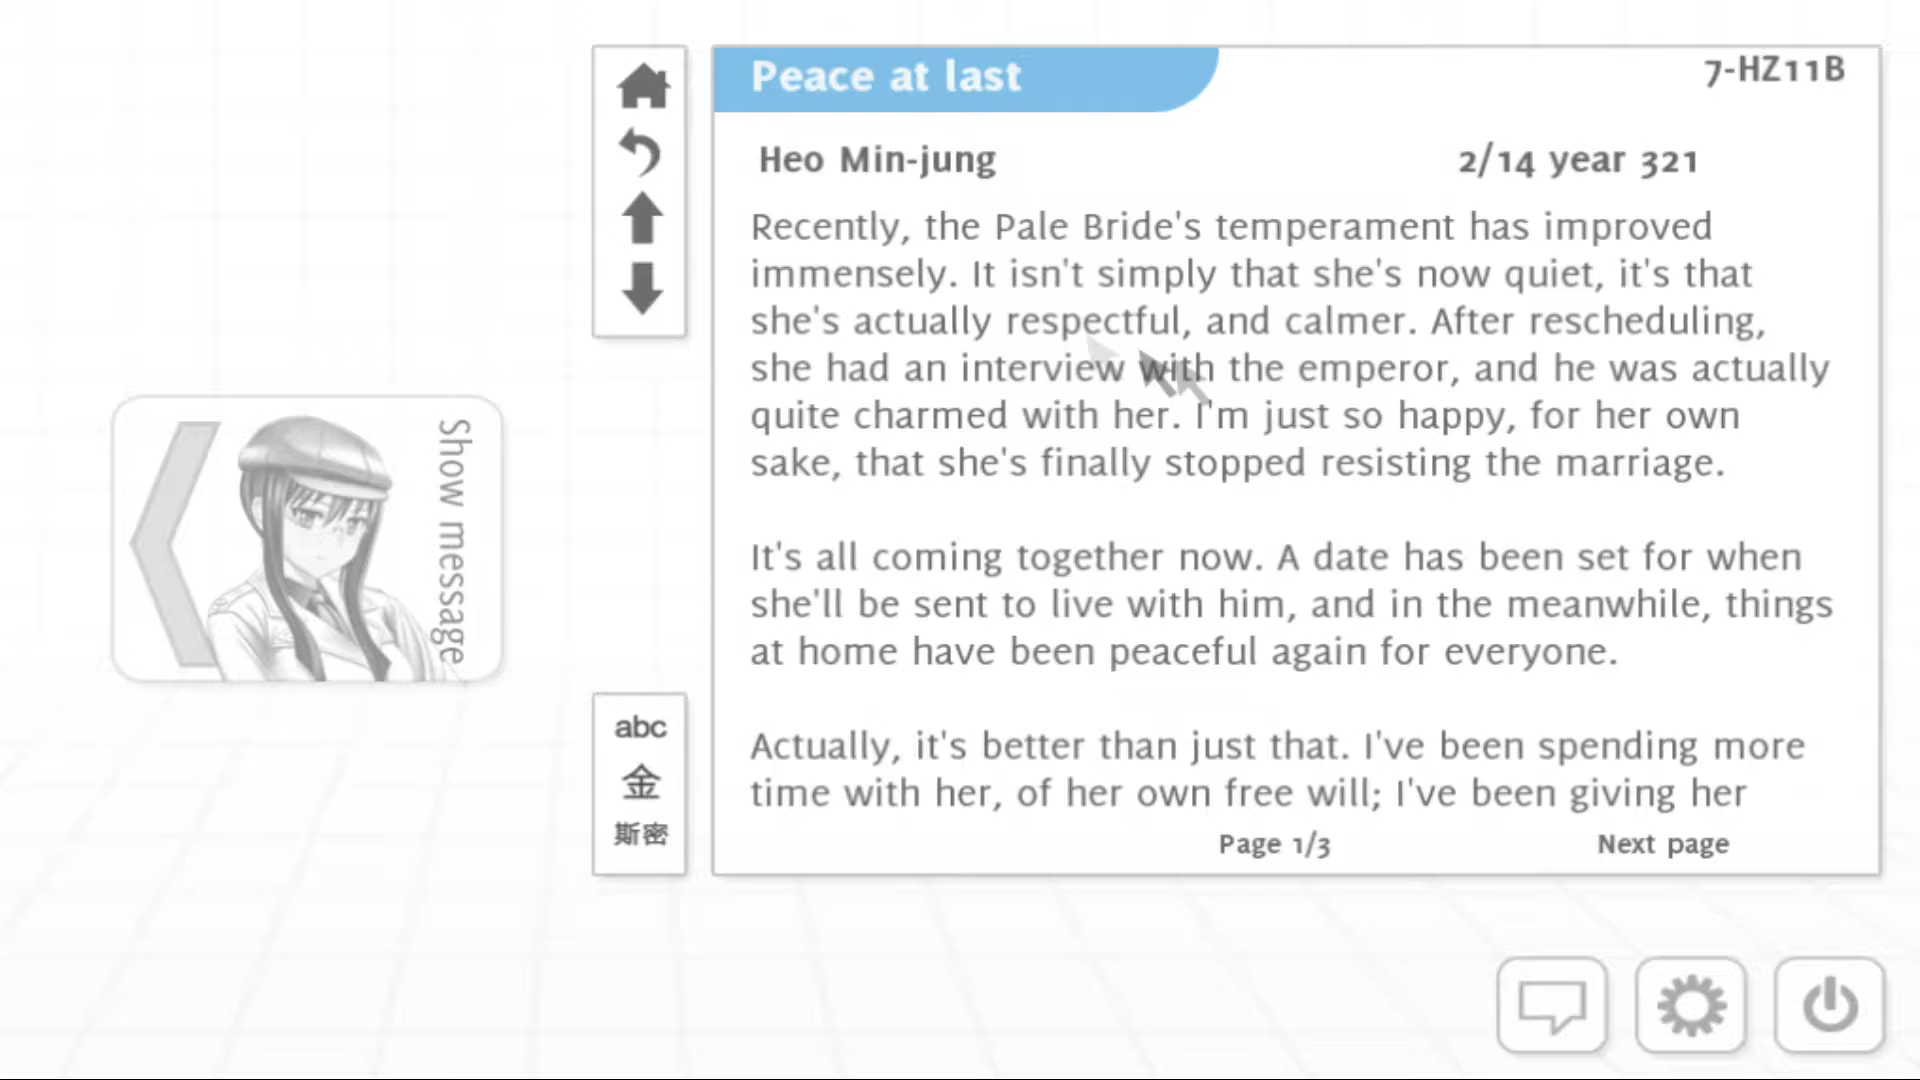 Peace at last
7-HZ11B
Heo Min-jung
2/14 year 321
Recently, the Pale Bride's temperament has improved
immensely. It isn't simply that she's now quiet, it's that
she's actually respectful, and calmer. After rescheduling,
she had an interview with the emperor, and he was actually
quite charmed with her. I'm just so happy, for her own
sake, that she's finally stopped resisting the marriage.
It's all coming together now. A date has been set for when
she'll be sent to live with him, and in the meanwhile, things
at home have been peaceful again for everyone.
Actually, it's better than just that. I've been spending more
time with her, of her own free will; I've been giving her
Page 1/3
Next page
Show message
abc
金
斯密